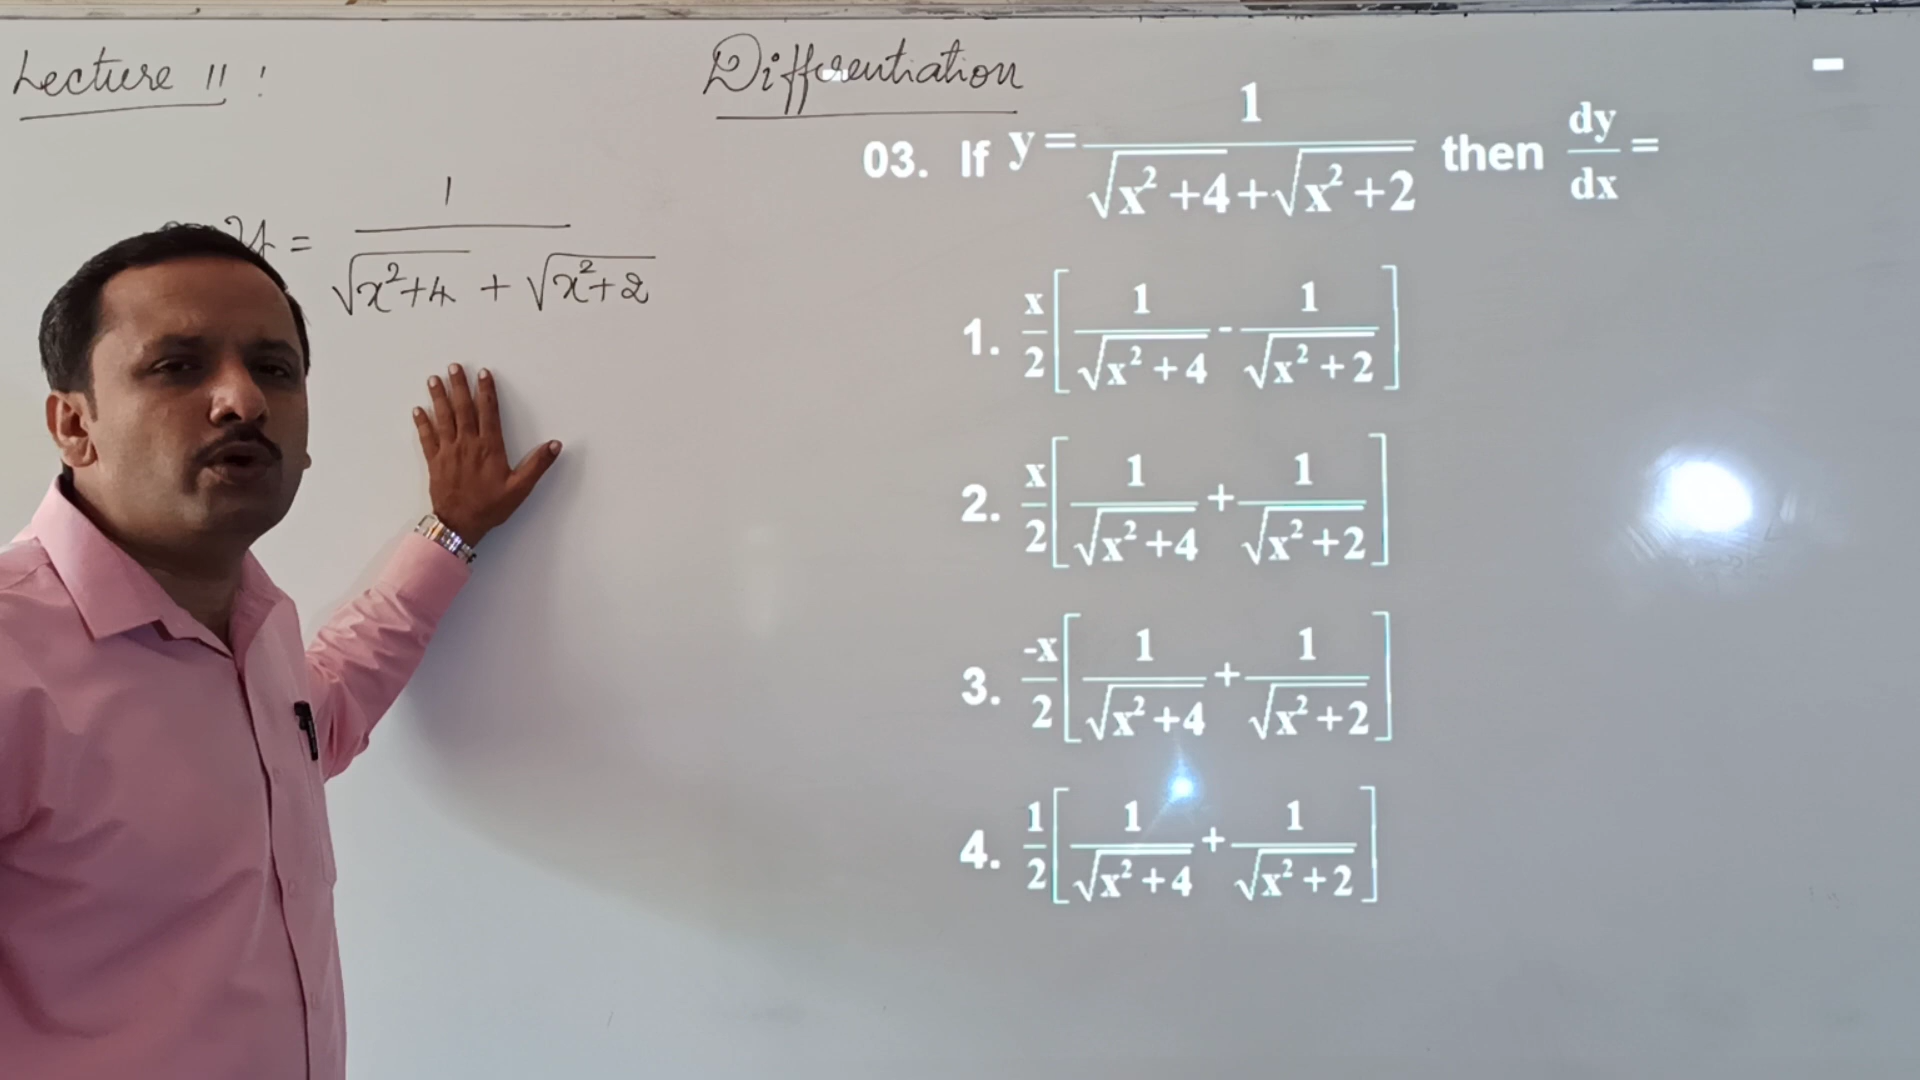 Lecture 11 :
Differentiation
y = 1/(√(x²+4) + √(x²+2))
03. If y = 1/(√(x²+4)+√(x²+2)) then dy/dx =
1. x/2 [1/√(x²+4) - 1/√(x²+2)]
2. x/2 [1/√(x²+4) + 1/√(x²+2)]
3. -x/2 [1/√(x²+4) + 1/√(x²+2)]
4. 1/2 [1/√(x²+4) + 1/√(x²+2)]